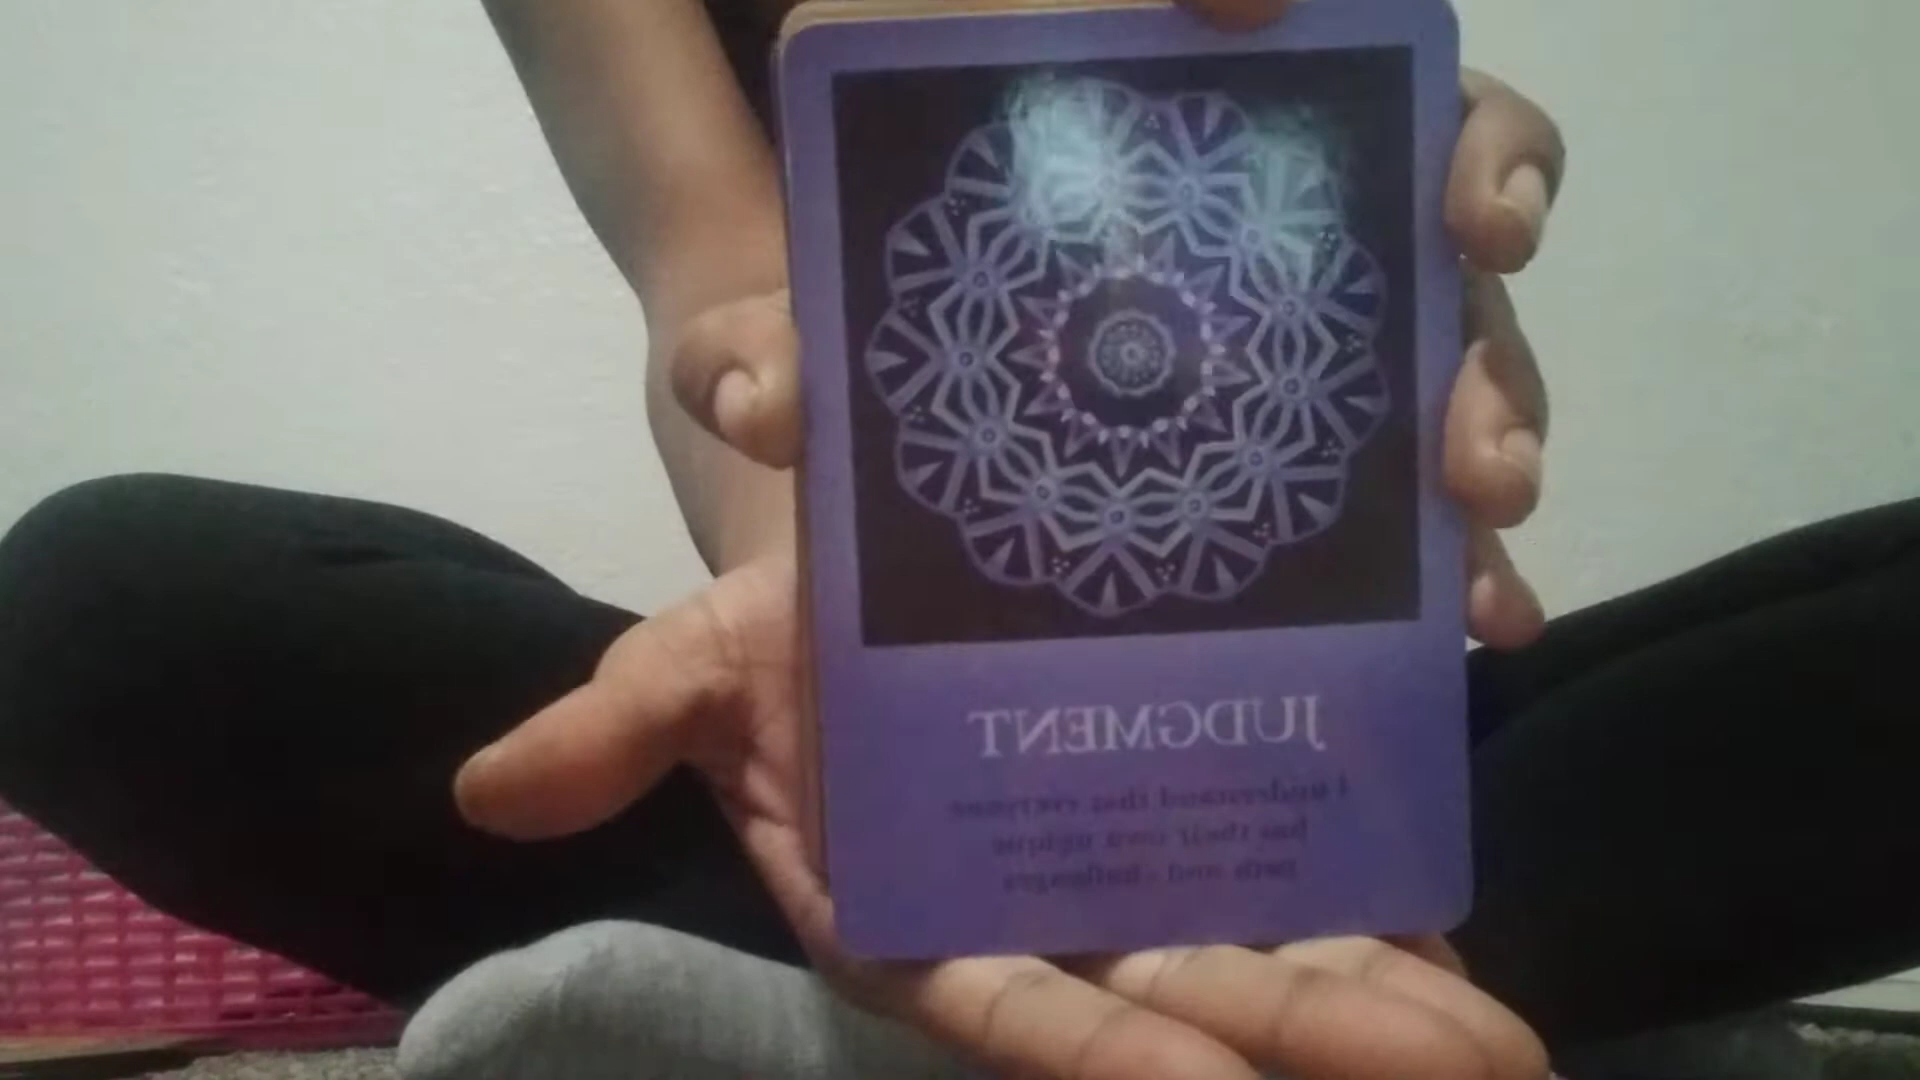 JUDGMENT
I understand that everyone
has their own unique
path and challenges